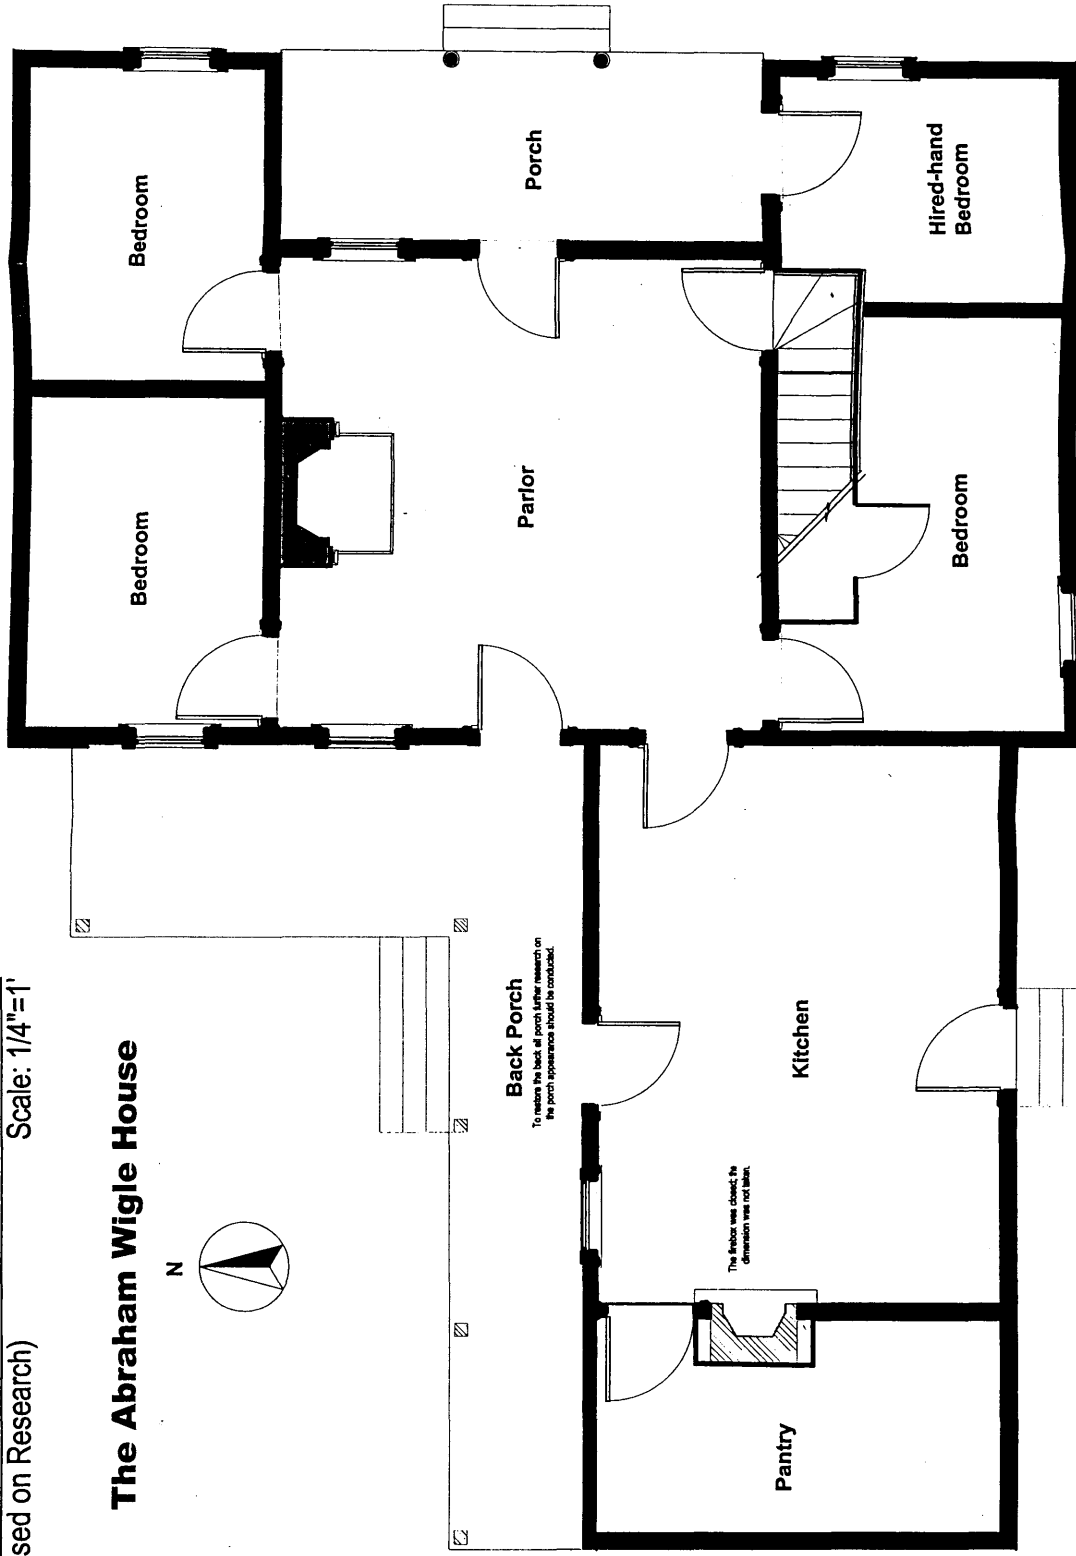 sed on Research)
Scale: 1/4"=1'
The Abraham Wigle House
N
Bedroom
Bedroom
Porch
Hired-hand
Bedroom
Parlor
Bedroom
Back Porch
To restore the back ell porch further research on
the porch appearance should be conducted.
Kitchen
The firebox was closed; the
dimension was not taken.
Pantry